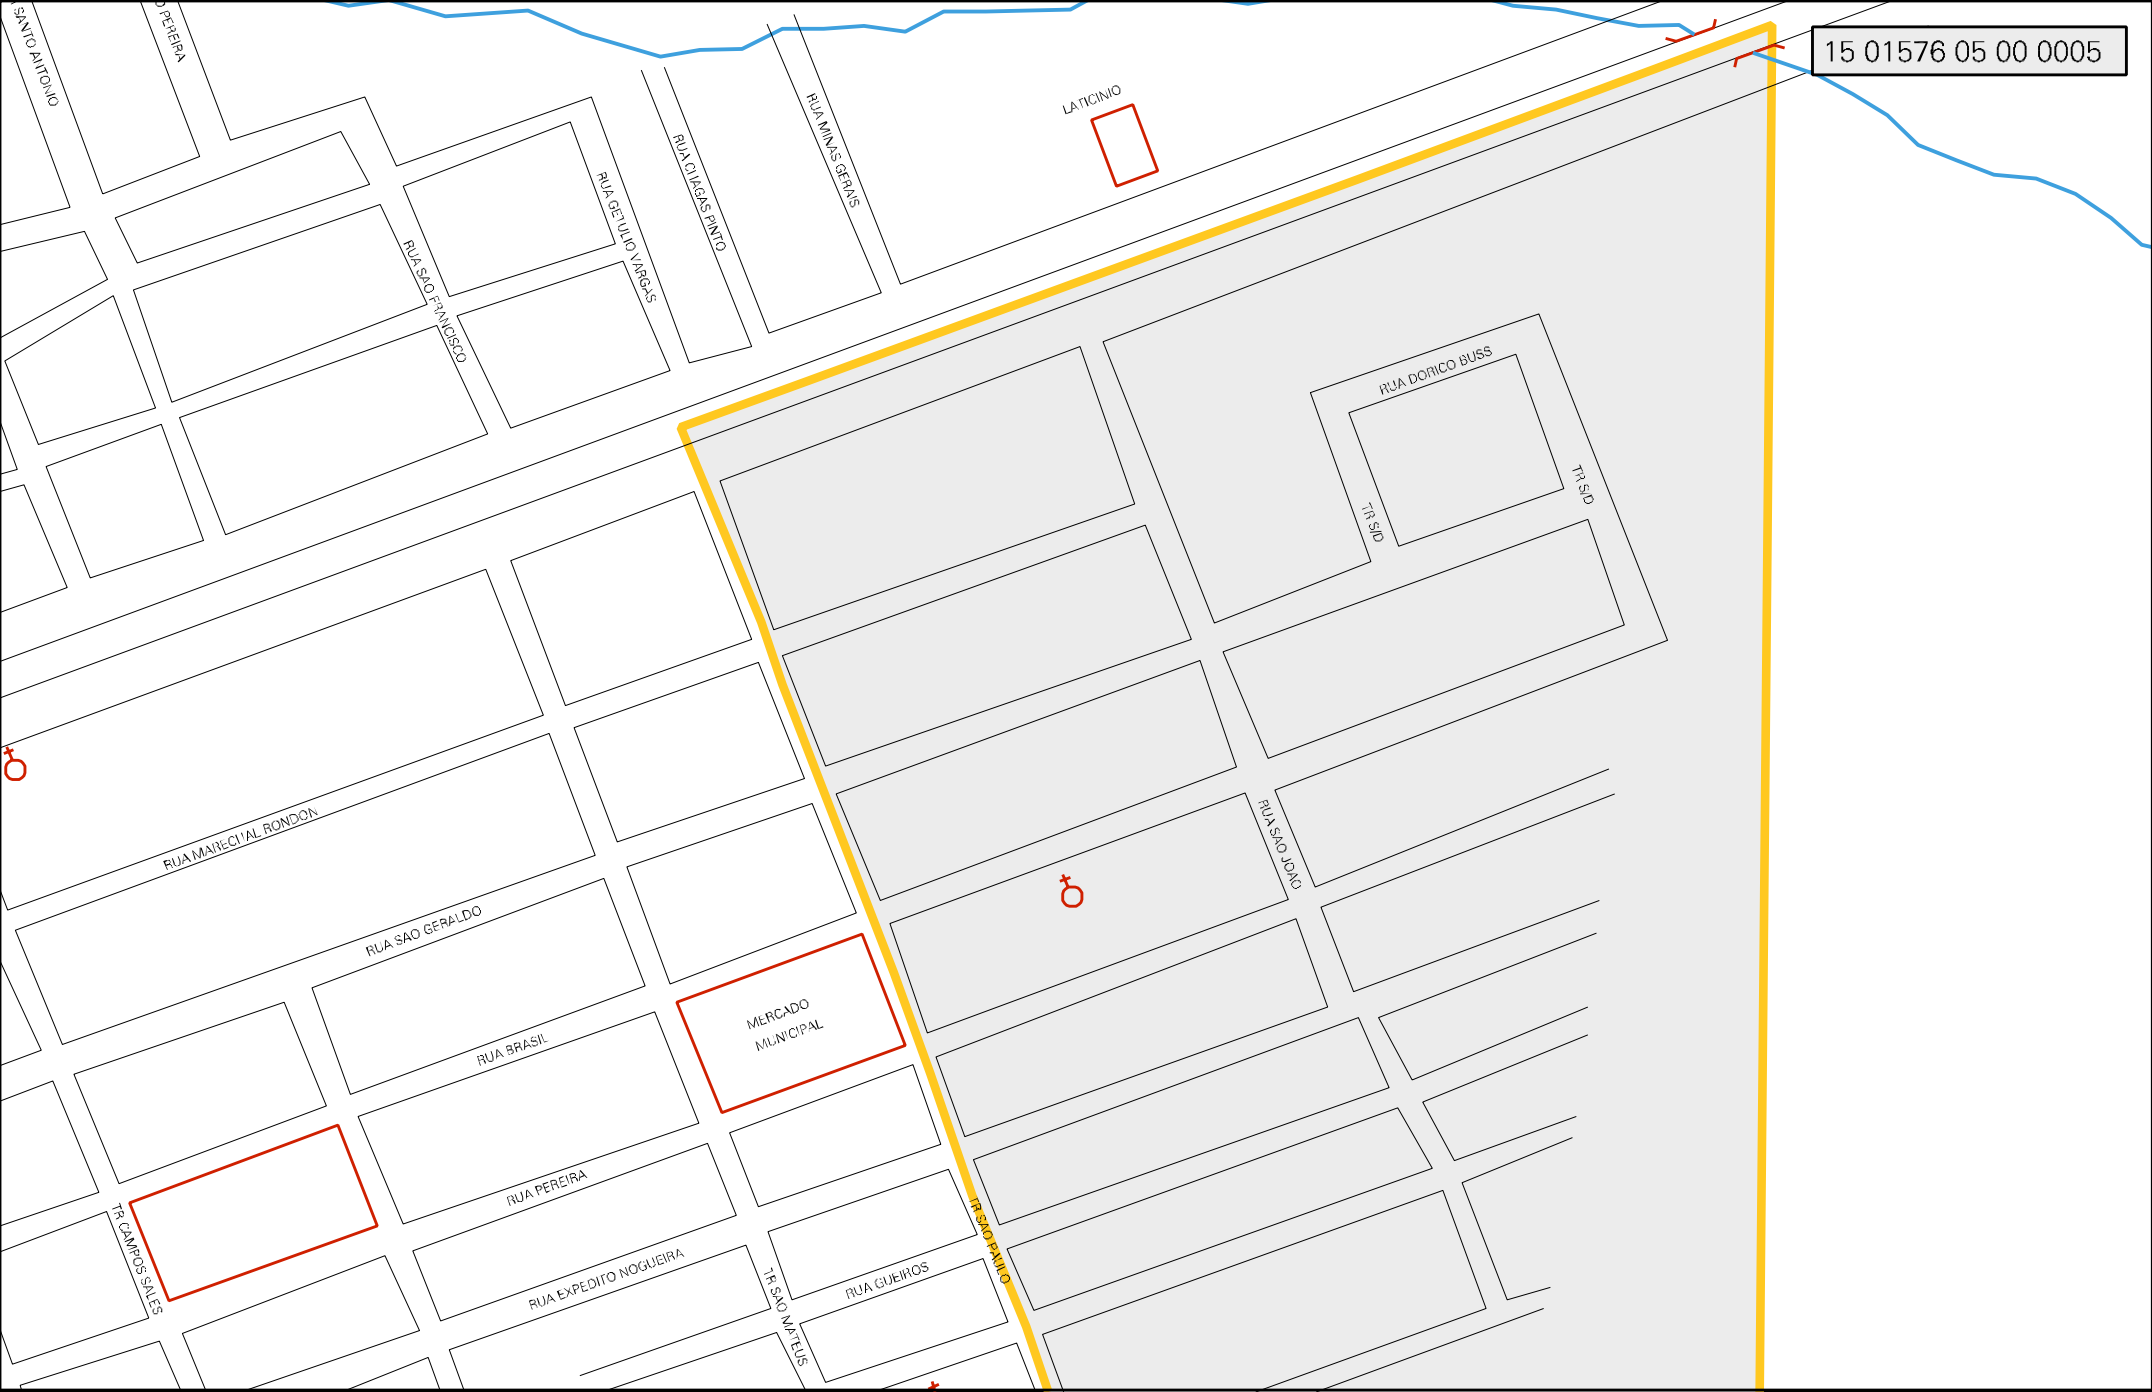 SANTO ANTONIO
O PEREIRA
15 01576 05 00 0005
LATICINIO
RUA MINAS GERAIS
RUA CHAGAS PINTO
RUA GETULIO VARGAS
RUA SAO FRANCISCO
RUA DORICO BUSS
TR S/D
TR S/D
RUA MARECHAL RONDON
RUA SAO JOAO
RUA SAO GERALDO
MERCADO
MUNICIPAL
RUA BRASIL
RUA PEREIRA
TR CAMPOS SALES
TR SAO PAULO
RUA EXPEDITO NOGUEIRA
RUA GUEIROS
TR SAO MATEUS